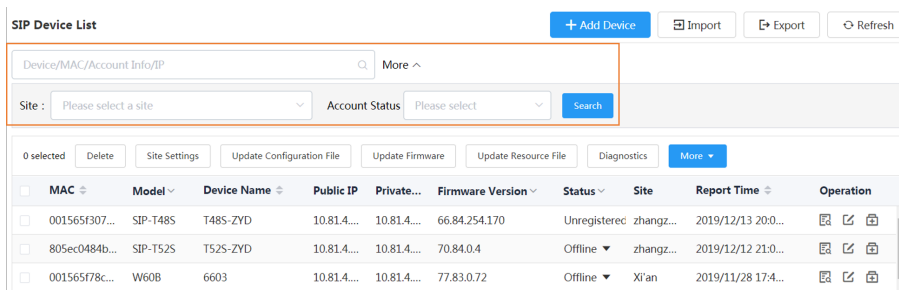 SIP Device List + Add Device Import Export Refresh
Device/MAC/Account Info/IP More
Site : Please select a site Account Status Please select Search
0 selected Delete Site Settings Update Configuration File Update Firmware Update Resource File Diagnostics More
MAC Model Device Name Public IP Private... Firmware Version Status Site Report Time Operation
001565f307... SIP-T48S T48S-ZYD 10.81.4.... 10.81.4.... 66.84.254.170 Unregistered zhangz... 2019/12/13 20:0...
805ec0484b... SIP-T52S T52S-ZYD 10.81.4.... 10.81.4.... 70.84.0.4 Offline zhangz... 2019/12/12 21:0...
001565f78c... W60B 6603 10.81.4.... 10.81.4.... 77.83.0.72 Offline Xi'an 2019/11/28 17:4...